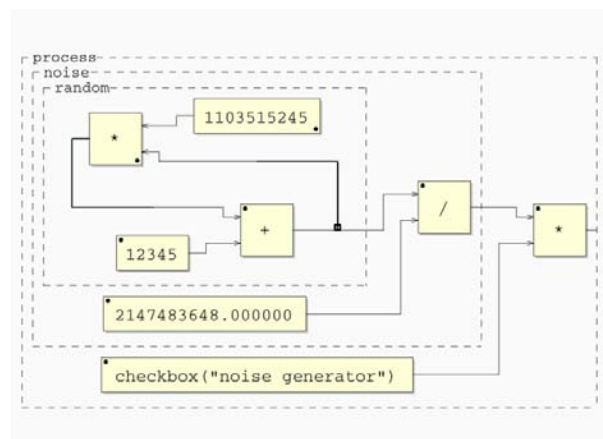 process
noise
random
1103515245
*
+
/
*
12345
2147483648.000000
checkbox("noise generator")